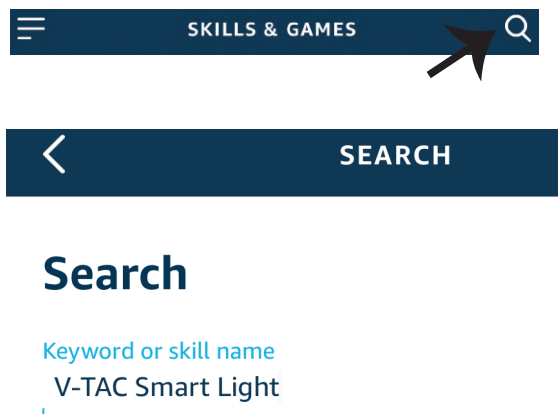 SKILLS & GAMES
SEARCH
Search
Keyword or skill name
V-TAC Smart Light